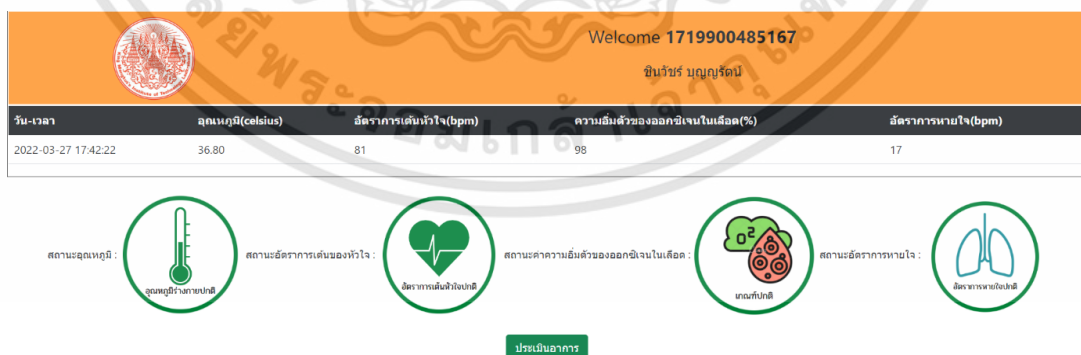 Welcome 1719900485167
ชินวัชร์ บุญญรัตน์
วัน-เวลา อุณหภูมิ(celsius) อัตราการเต้นหัวใจ(bpm) ความอิ่มตัวของออกซิเจนในเลือด(%) อัตราการหายใจ(bpm)
2022-03-27 17:42:22 36.80 81 98 17
สถานะอุณหภูมิ : อุณหภูมิร่างกายปกติ
สถานะอัตราการเต้นของหัวใจ : อัตราการเต้นหัวใจปกติ
สถานะค่าความอิ่มตัวของออกซิเจนในเลือด : O2 เกณฑ์ปกติ
สถานะอัตราการหายใจ : อัตราการหายใจปกติ
ประเมินอาการ